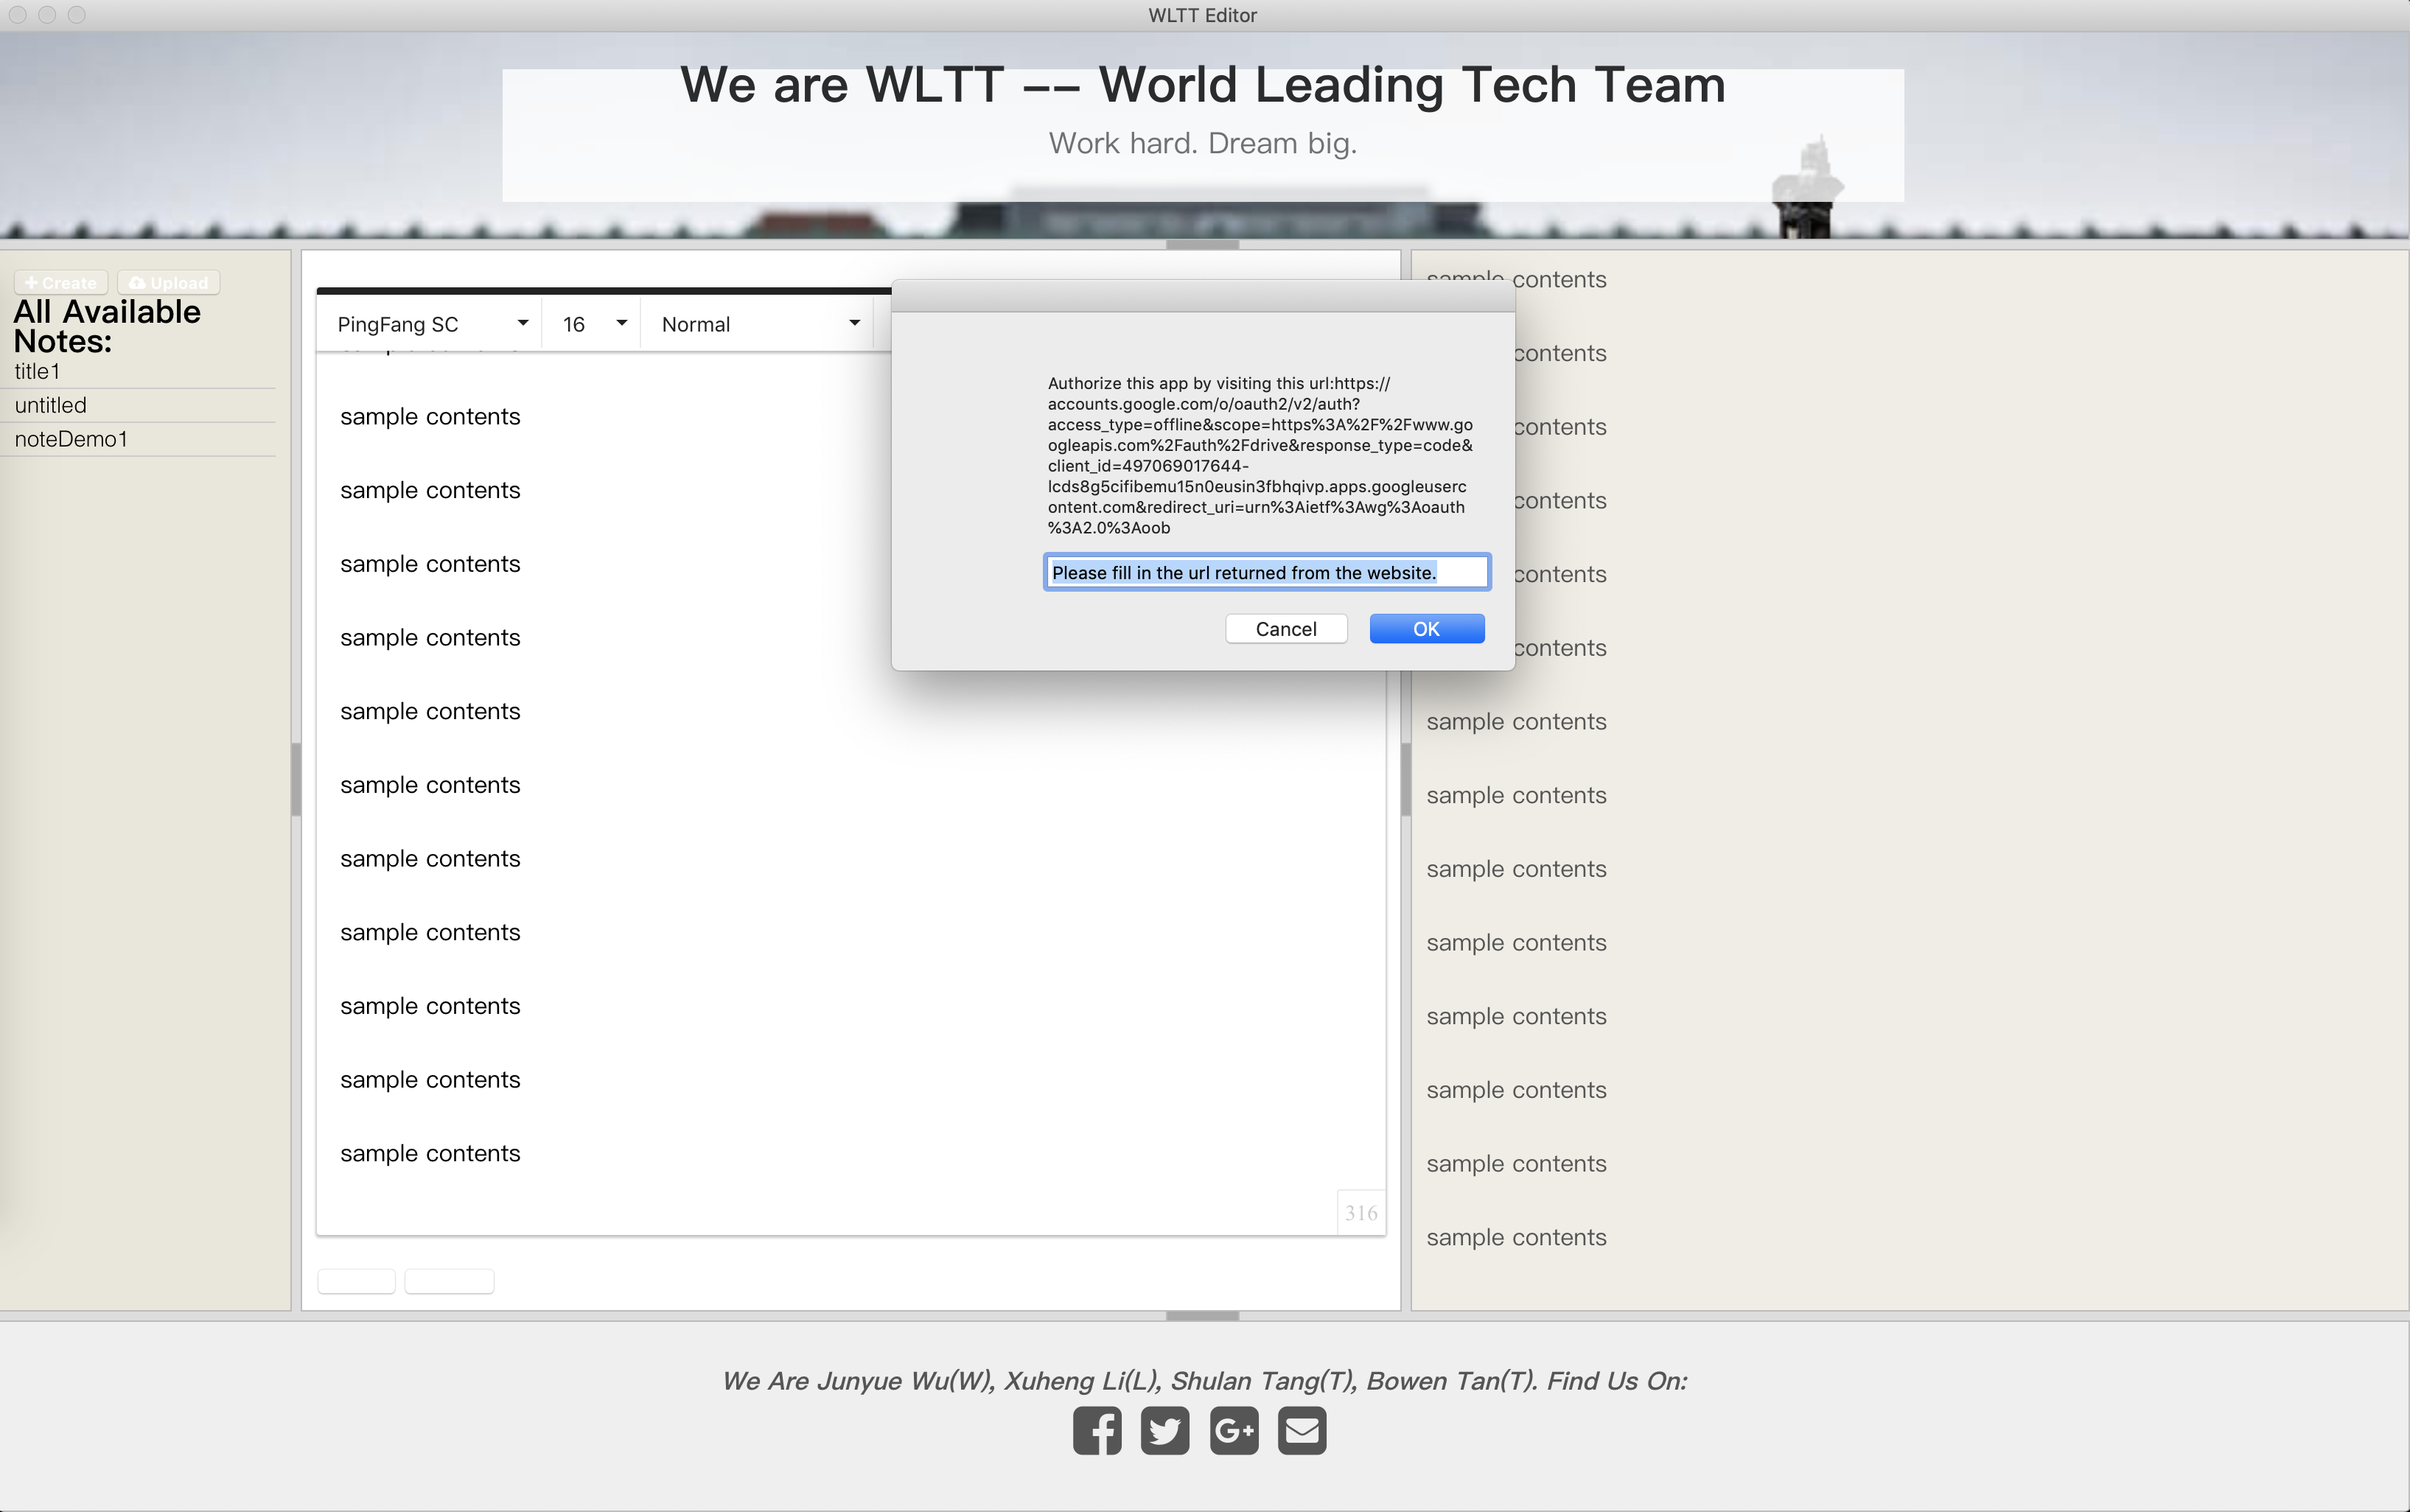 WLTT Editor
We are WLTT -- World Leading Tech Team
Work hard. Dream big.
Create
Upload
All Available
Notes:
title1
untitled
noteDemo1
PingFang SC
16
Normal
sample contents
sample contents
sample contents
sample contents
sample contents
sample contents
sample contents
sample contents
sample contents
sample contents
sample contents
316
Authorize this app by visiting this url:https://
accounts.google.com/o/oauth2/v2/auth?
access_type=offline&scope=https%3A%2F%2Fwww.go
ogleapis.com%2Fauth%2Fdrive&response_type=code&
client_id=497069017644-
lcds8g5cifibemu15n0eusin3fbhqivp.apps.googleuserc
ontent.com&redirect_uri=urn%3Aietf%3Awg%3Aoauth
%3A2.0%3Aoob
Please fill in the url returned from the website.
Cancel
OK
sample contents
contents
contents
contents
contents
contents
sample contents
sample contents
sample contents
sample contents
sample contents
sample contents
sample contents
sample contents
We Are Junyue Wu(W), Xuheng Li(L), Shulan Tang(T), Bowen Tan(T). Find Us On: